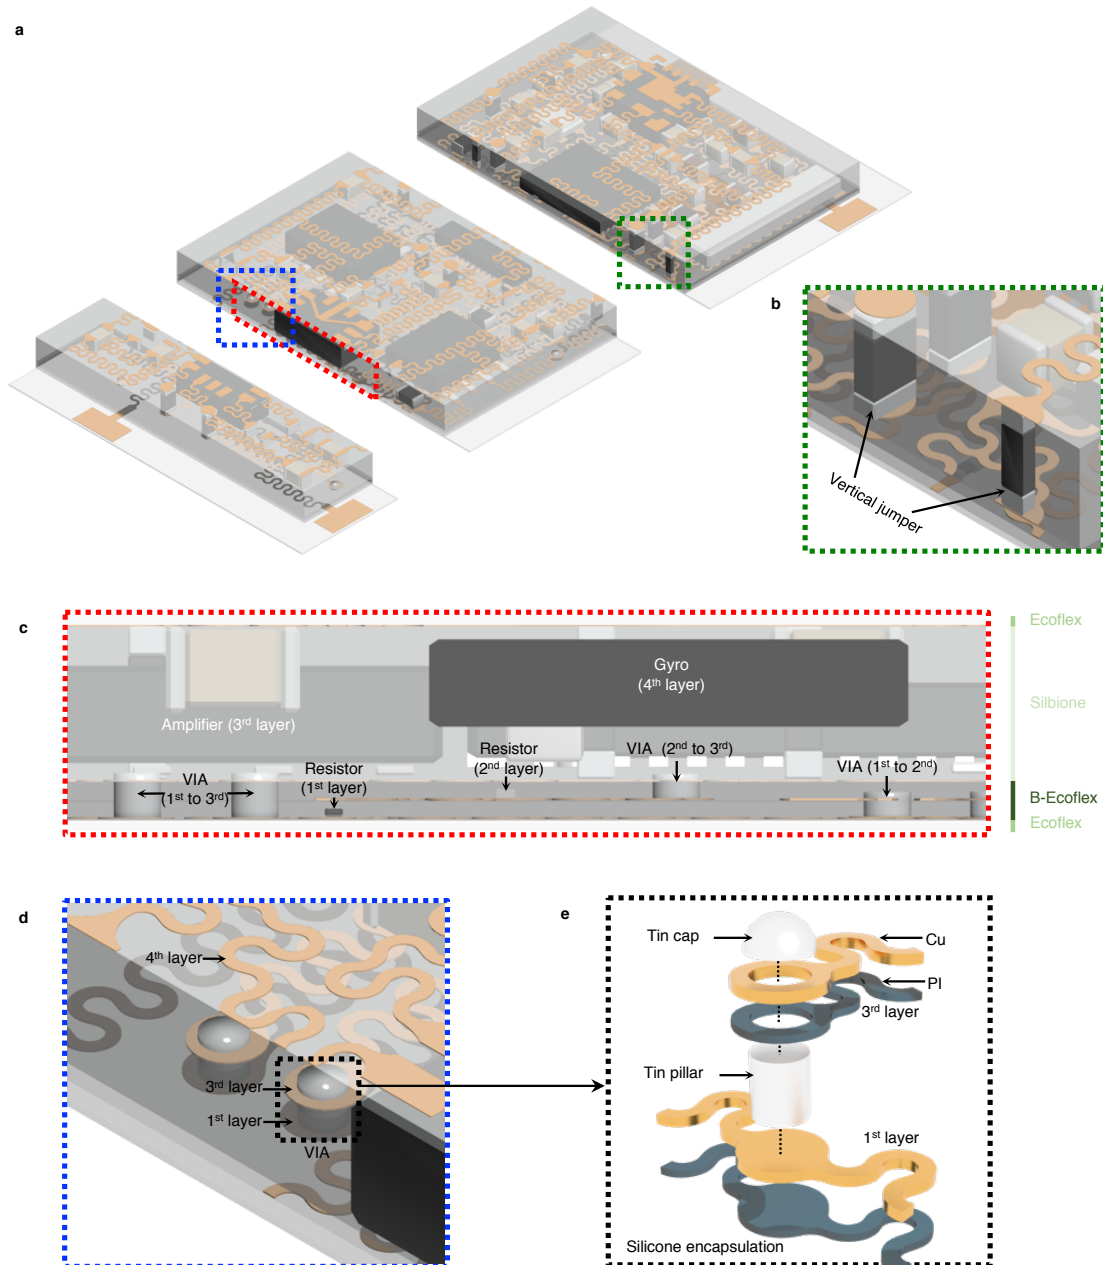 a
b
Vertical jumper
c
Gyro
(4th layer)
Amplifier (3rd layer)
Resistor
(2nd layer)
VIA (2nd to 3rd)
VIA
(1st to 3rd)
Resistor
(1st layer)
VIA (1st to 2nd)
Ecoflex
Silbione
B-Ecoflex
Ecoflex
d
4th layer
3rd layer
1st layer
VIA
e
Tin cap
Cu
PI
3rd layer
Tin pillar
1st layer
Silicone encapsulation